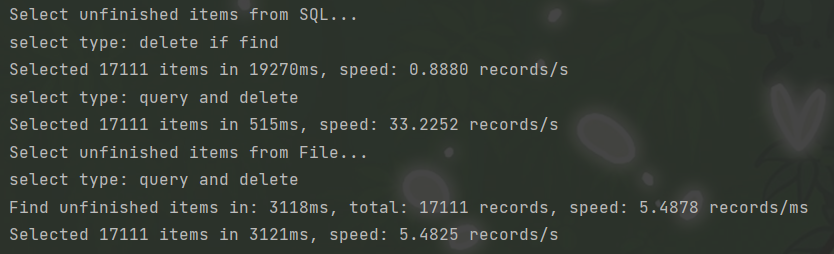 Select unfinished items from SQL...
select type: delete if find
Selected 17111 items in 19270ms, speed: 0.8880 records/s
select type: query and delete
Selected 17111 items in 515ms, speed: 33.2252 records/s
Select unfinished items from File...
select type: query and delete
Find unfinished items in: 3118ms, total: 17111 records, speed: 5.4878 records/ms
Selected 17111 items in 3121ms, speed: 5.4825 records/s